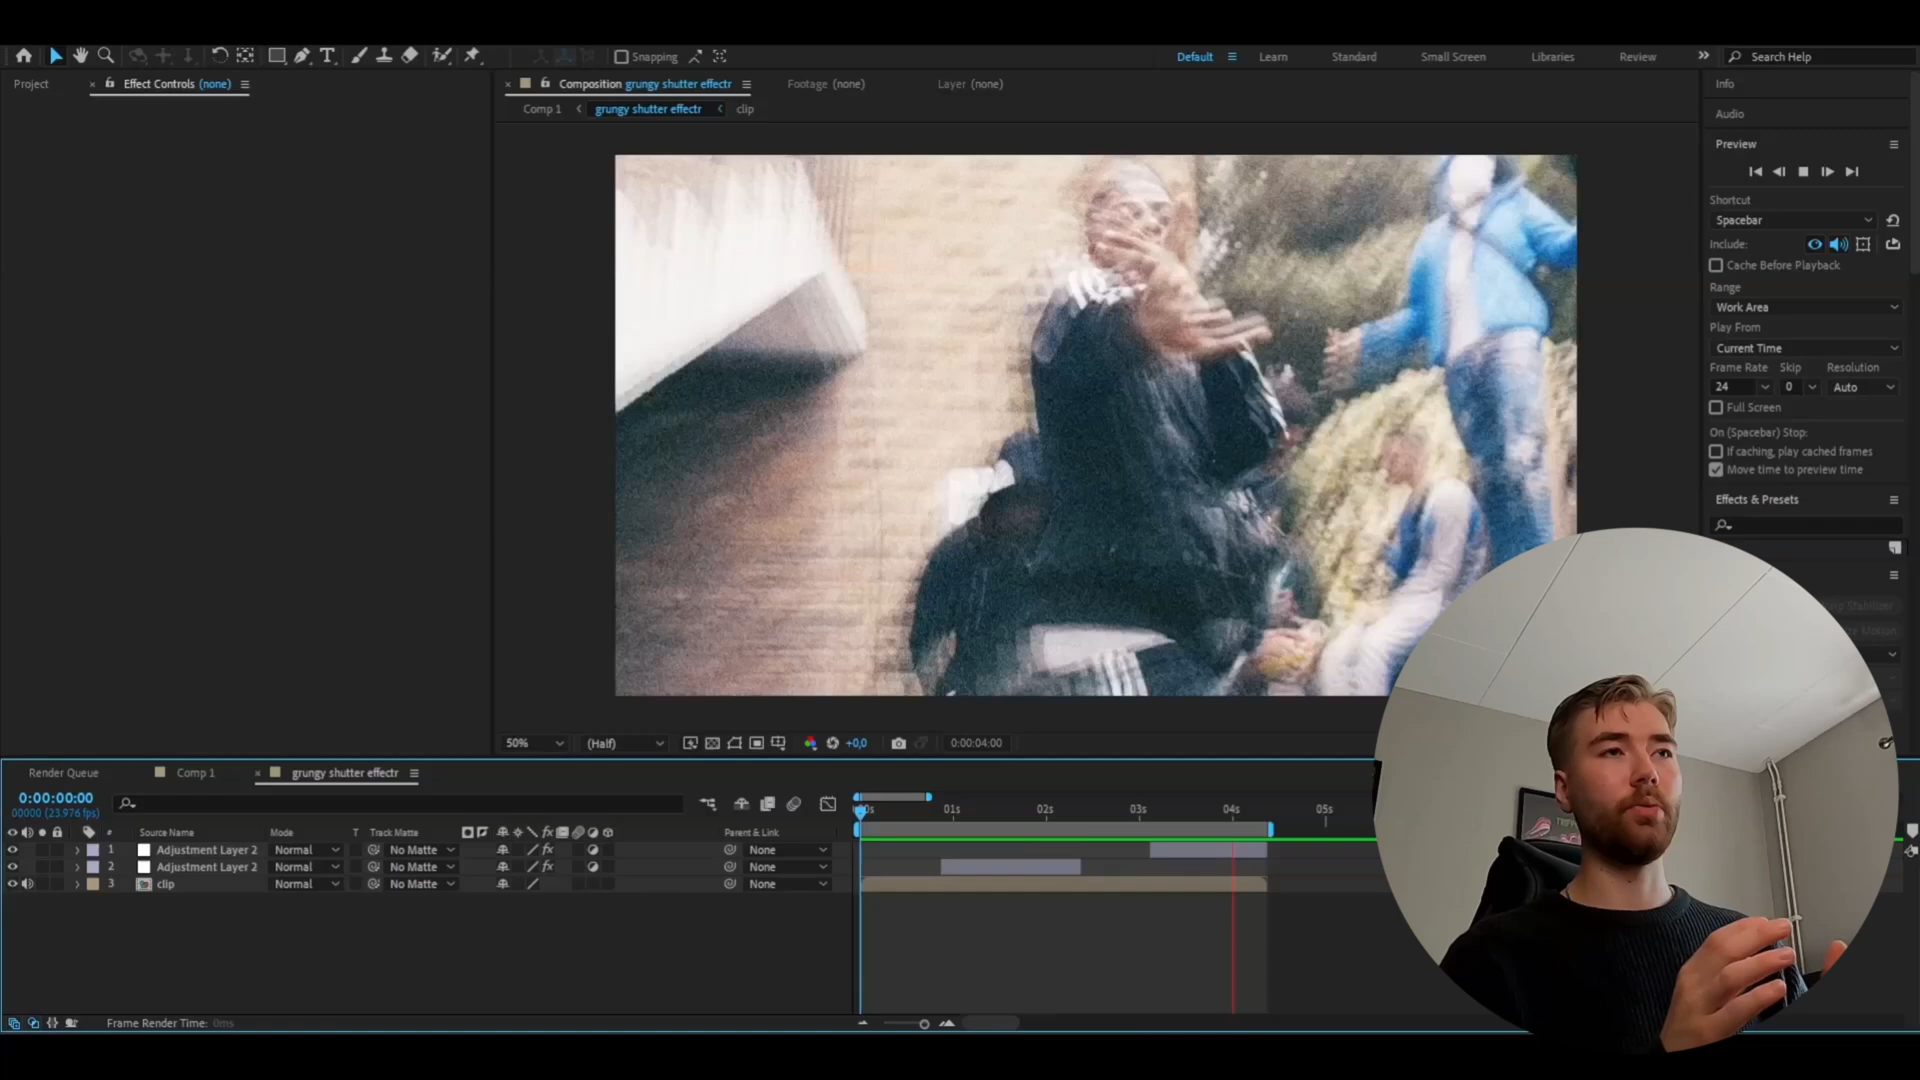 Snapping
Default
Learn
Standard
Small Screen
Libraries
Review
Search Help
Project
Effect Controls (none)
Composition grungy shutter effectr
Footage (none)
Layer (none)
Info
Comp 1
grungy shutter effectr
clip
Audio
Preview
Shortcut
Spacebar
Include:
Cache Before Playback
Range
Work Area
Play From
Current Time
Frame Rate Skip Resolution
24 0 Auto
Full Screen
On (Spacebar) Stop:
If caching, play cached frames
Move time to preview time
Effects & Presets
50%
(Half)
+0,0
0:00:04:00
Render Queue
Comp 1
grungy shutter effectr
0:00:00:00
00000 (23.976 fps)
01s 02s 03s 04s 05s
# Source Name Mode T Track Matte Parent & Link
1 Adjustment Layer 2 Normal No Matte None
2 Adjustment Layer 2 Normal No Matte None
3 clip Normal No Matte None
Frame Render Time: 0ms